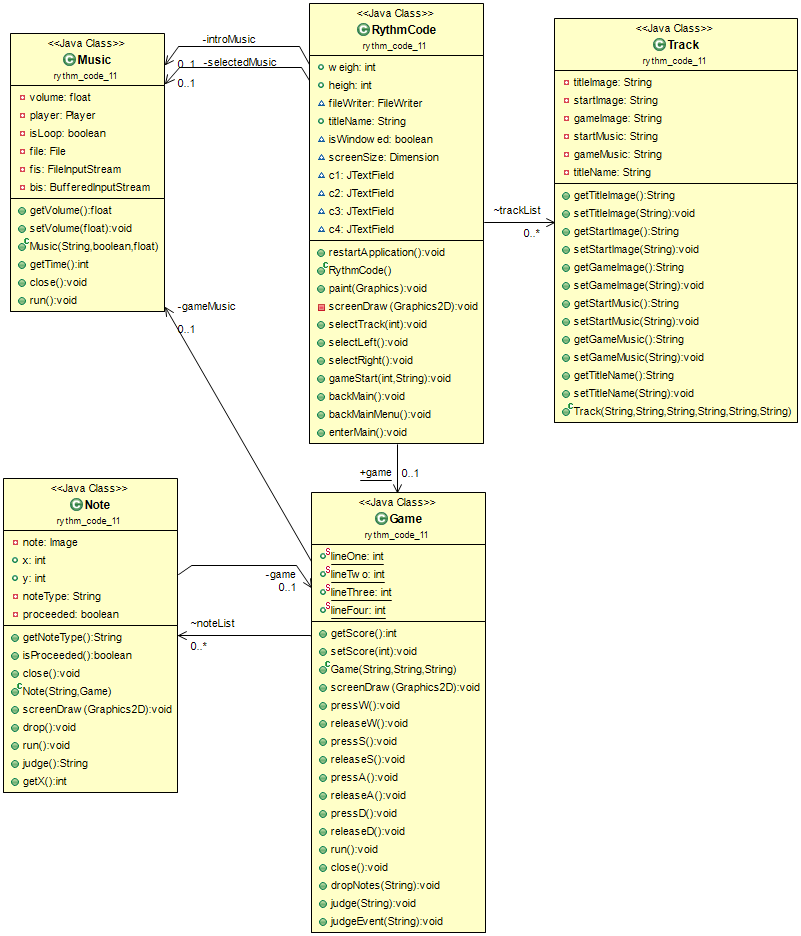 <<Java Class>>
Music
rythm_code_11
volume: float
player: Player
isLoop: boolean
file: File
fis: FileInputStream
bis: BufferedInputStream
getVolume():float
setVolume(float):void
Music(String,boolean,float)
getTime():int
close():void
run():void
-introMusic
0..1
-selectedMusic
0..1
<<Java Class>>
RythmCode
rythm_code_11
weigh: int
heigh: int
fileWriter: FileWriter
titleName: String
isWindowed: boolean
screenSize: Dimension
c1: JTextField
c2: JTextField
c3: JTextField
c4: JTextField
restartApplication():void
RythmCode()
paint(Graphics):void
screenDraw(Graphics2D):void
selectTrack(int):void
selectLeft():void
selectRight():void
gameStart(int,String):void
backMain():void
backMainMenu():void
enterMain():void
~trackList
0..*
<<Java Class>>
Track
rythm_code_11
titleImage: String
startImage: String
gameImage: String
startMusic: String
gameMusic: String
titleName: String
getTitleImage():String
setTitleImage(String):void
getStartImage():String
setStartImage(String):void
getGameImage():String
setGameImage(String):void
getStartMusic():String
setStartMusic(String):void
getGameMusic():String
setGameMusic(String):void
getTitleName():String
setTitleName(String):void
Track(String,String,String,String,String,String)
-gameMusic
0..1
+game
0..1
<<Java Class>>
Note
rythm_code_11
note: Image
x: int
y: int
noteType: String
proceeded: boolean
getNoteType():String
isProceeded():boolean
close():void
Note(String,Game)
screenDraw(Graphics2D):void
drop():void
run():void
judge():String
getX():int
-game
0..1
~noteList
0..*
<<Java Class>>
Game
rythm_code_11
lineOne: int
lineTwo: int
lineThree: int
lineFour: int
getScore():int
setScore(int):void
Game(String,String,String)
screenDraw(Graphics2D):void
pressW():void
releaseW():void
pressS():void
releaseS():void
pressA():void
releaseA():void
pressD():void
releaseD():void
run():void
close():void
dropNotes(String):void
judge(String):void
judgeEvent(String):void